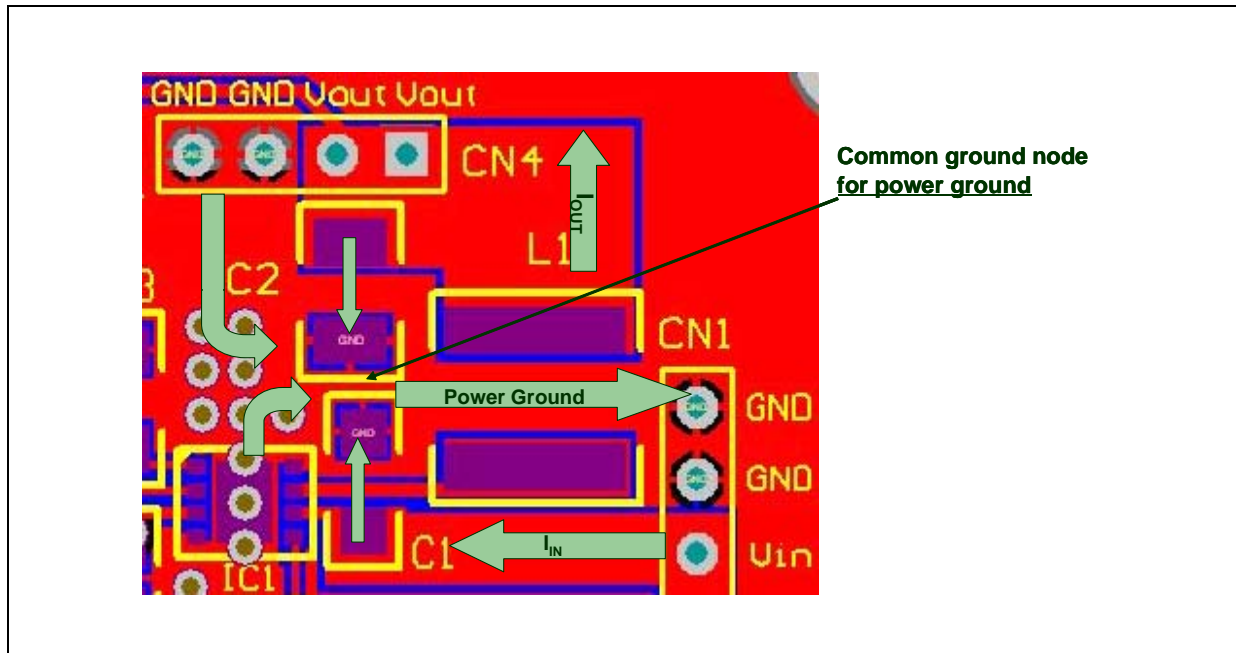 GND GND Vout Vout
CN4
Common ground node
for power ground
IOUT
L1
C2
GND
CN1
Power Ground
GND
GND
GND
GND
GND
IIN
C1
Vin
IC1